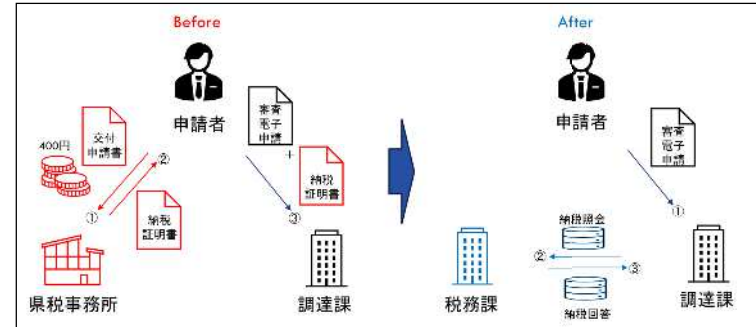 Before
申請者
400円
交付
申請書
②
①
納税
証明書
県税事務所
審査
電子
申請
+
納税
証明書
③
調達課
After
申請者
審査
電子
申請
①
納税照会
②
③
納税回答
税務課
調達課